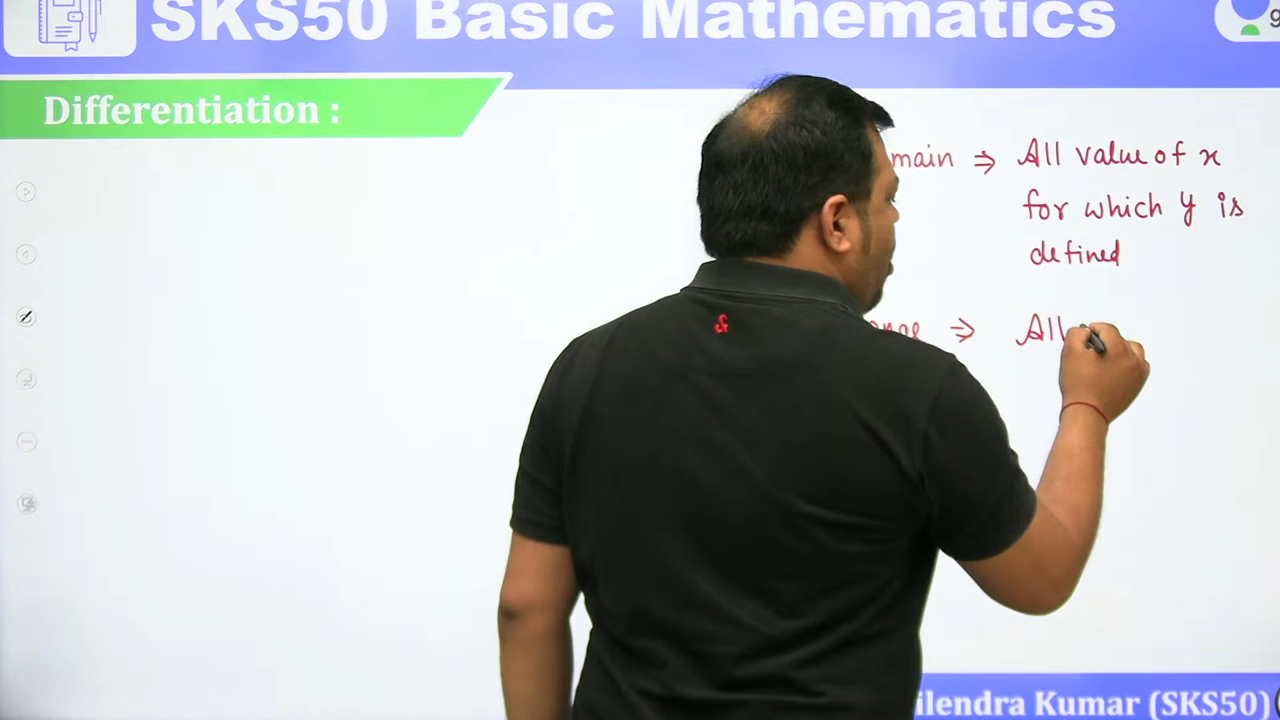 SKS50 Basic Mathematics
Differentiation :
main ⇒ All value of x
for which y is
defined
⇒ All
ilendra Kumar (SKS50)